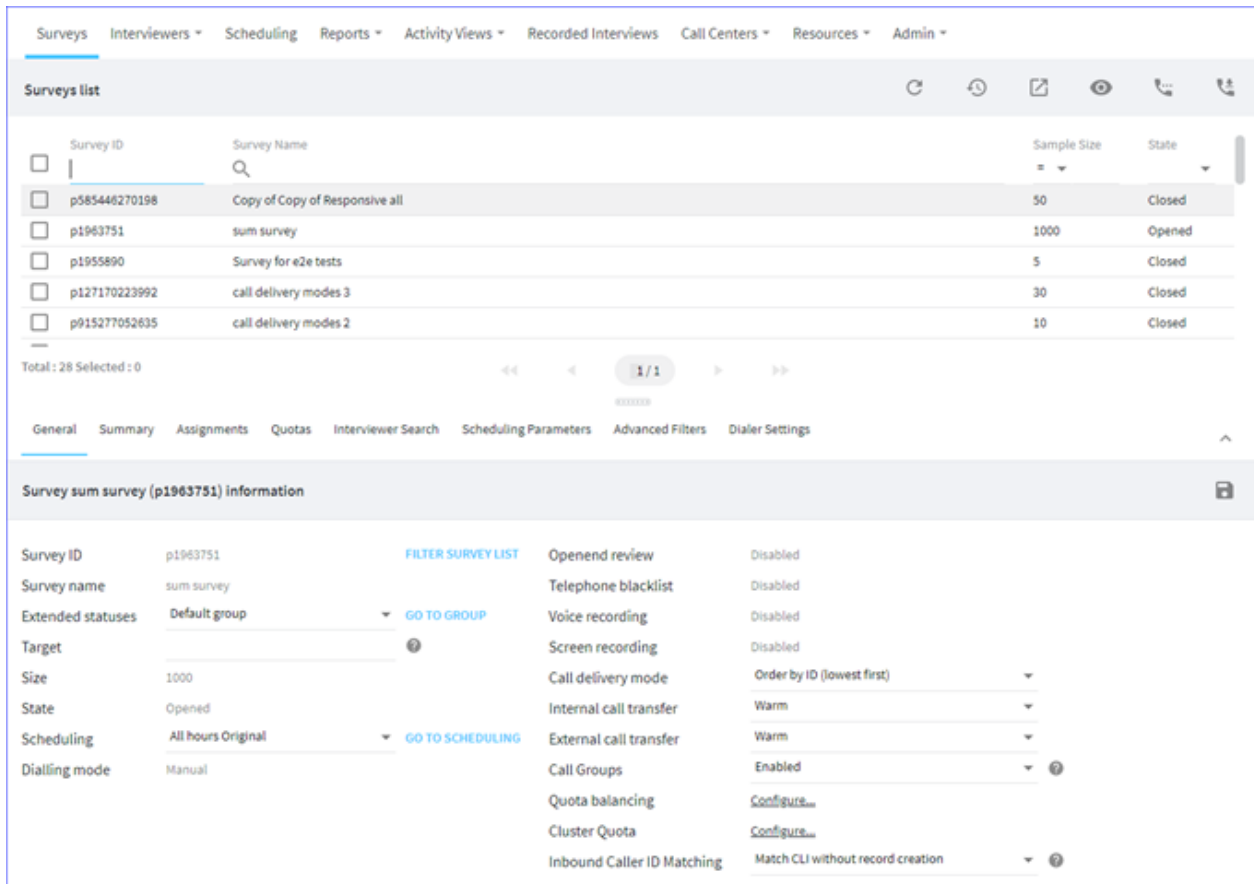 Surveys Interviewers Scheduling Reports Activity Views Recorded Interviews Call Centers Resources Admin
Surveys list
Survey ID Survey Name Sample Size State
=
p585446270198 Copy of Copy of Responsive all 50 Closed
p1963751 sum survey 1000 Opened
p1955890 Survey for e2e tests 5 Closed
p127170223992 call delivery modes 3 30 Closed
p915277052635 call delivery modes 2 10 Closed
Total : 28 Selected : 0 1 / 1
General Summary Assignments Quotas Interviewer Search Scheduling Parameters Advanced Filters Dialer Settings
Survey sum survey (p1963751) information
Survey ID p1963751 FILTER SURVEY LIST Openend review Disabled
Survey name sum survey Telephone blacklist Disabled
Extended statuses Default group GO TO GROUP Voice recording Disabled
Target ? Screen recording Disabled
Size 1000 Call delivery mode Order by ID (lowest first)
State Opened Internal call transfer Warm
Scheduling All hours Original GO TO SCHEDULING External call transfer Warm
Dialling mode Manual Call Groups Enabled ?
Quota balancing Configure...
Cluster Quota Configure...
Inbound Caller ID Matching Match CLI without record creation ?